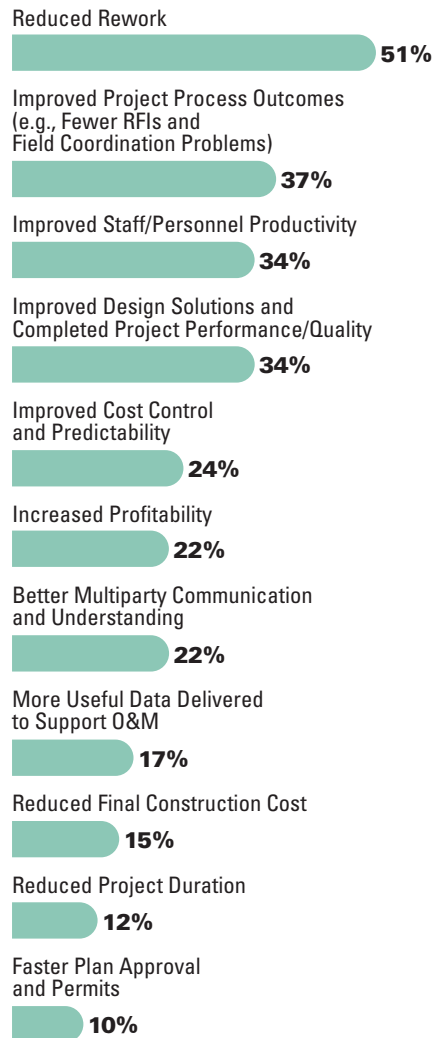 Reduced Rework
51%
Improved Project Process Outcomes
(e.g., Fewer RFIs and
Field Coordination Problems)
37%
Improved Staff/Personnel Productivity
34%
Improved Design Solutions and
Completed Project Performance/Quality
34%
Improved Cost Control
and Predictability
24%
Increased Profitability
22%
Better Multiparty Communication
and Understanding
22%
More Useful Data Delivered
to Support O&M
17%
Reduced Final Construction Cost
15%
Reduced Project Duration
12%
Faster Plan Approval
and Permits
10%